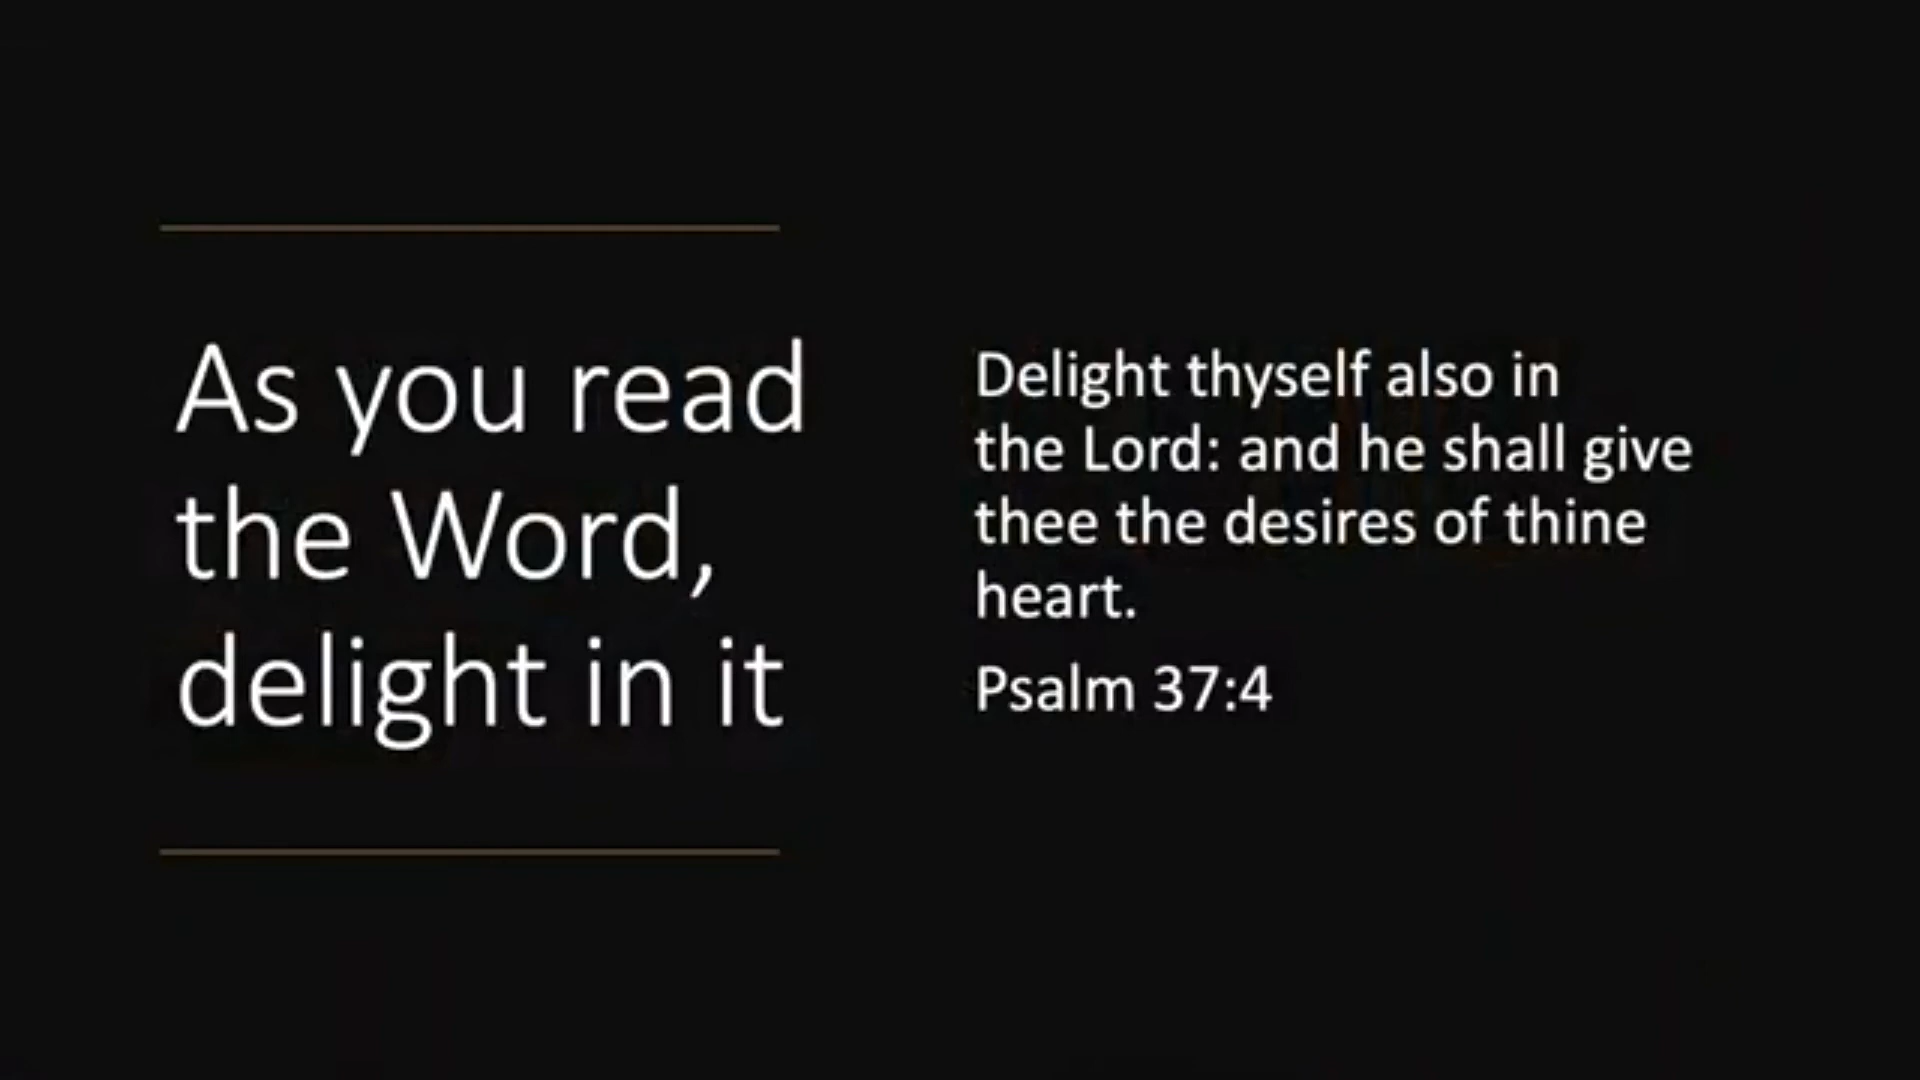 As you read
the Word,
delight in it
Delight thyself also in
the Lord: and he shall give
thee the desires of thine
heart.
Psalm 37:4